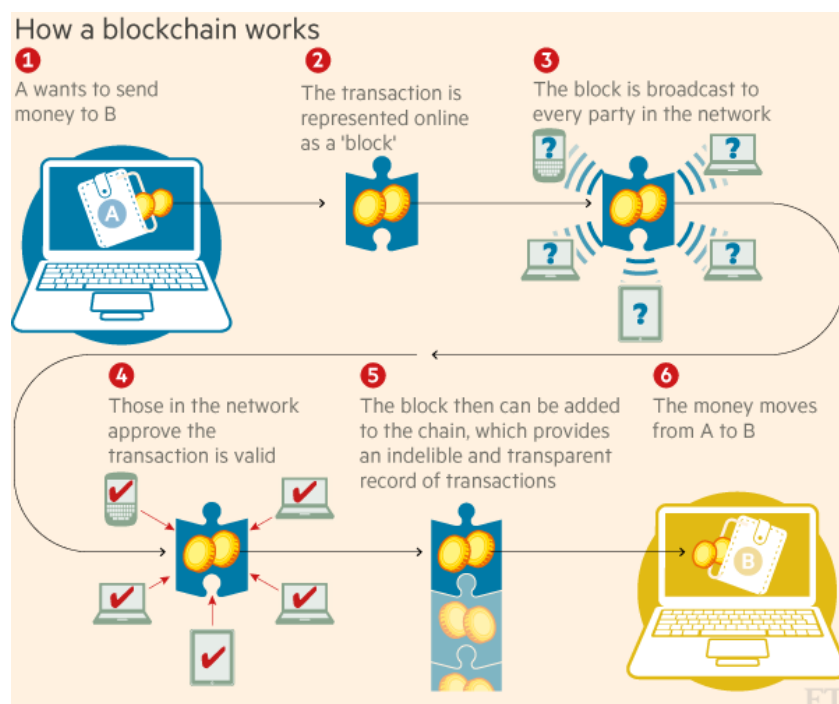 How a blockchain works
1
A wants to send
money to B
2
The transaction is
represented online
as a 'block'
3
The block is broadcast to
every party in the network
A
?
?
?
?
?
4
Those in the network
approve the
transaction is valid
5
The block then can be added
to the chain, which provides
an indelible and transparent
record of transactions
6
The money moves
from A to B
B